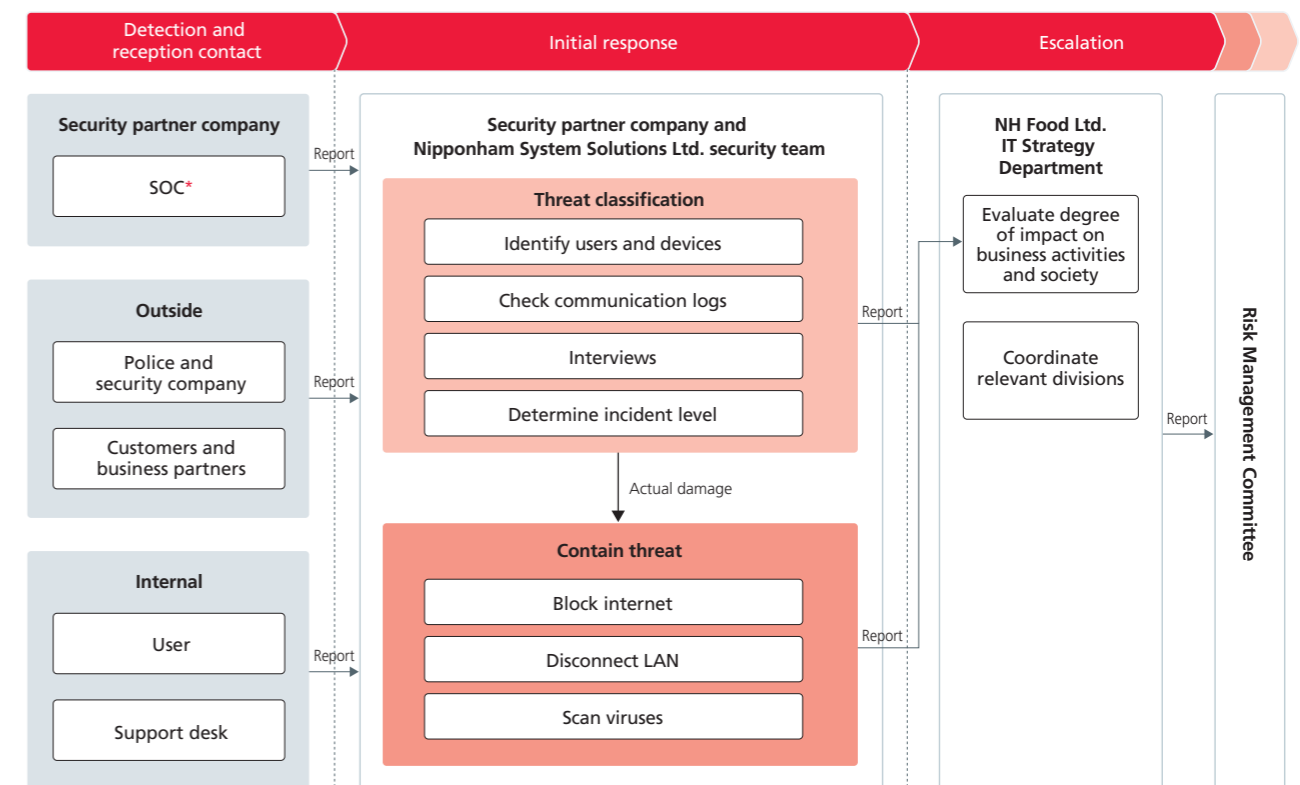 Detection and
reception contact
Initial response
Escalation
Security partner company
SOC*
Report
Outside
Police and
security company
Customers and
business partners
Report
Internal
User
Support desk
Report
Security partner company and
Nipponham System Solutions Ltd. security team
Threat classification
Identify users and devices
Check communication logs
Interviews
Determine incident level
Actual damage
Contain threat
Block internet
Disconnect LAN
Scan viruses
Report
Report
NH Food Ltd.
IT Strategy
Department
Evaluate degree
of impact on
business activities
and society
Coordinate
relevant divisions
Report
Risk Management Committee